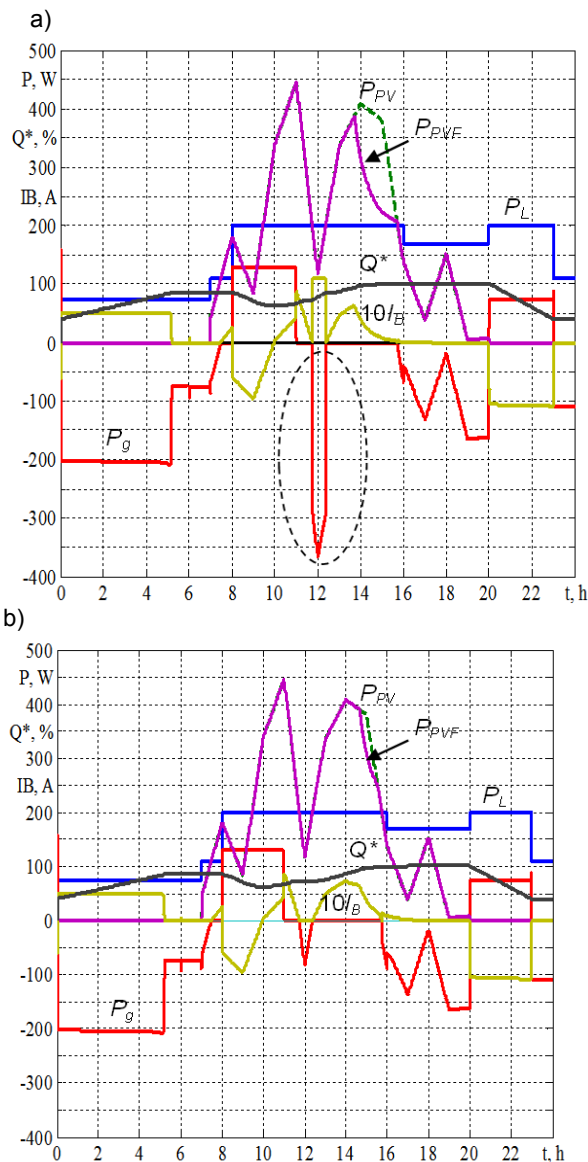 a)
500
P, W
400
Q*, %
300
IB, A
200
100
0
-100
-200
-300
-400
P_PV
P_PVF
P_L
Q*
10I_B
P_g
0 2 4 6 8 10 12 14 16 18 20 22 t, h
b)
500
P, W
400
Q*, %
300
IB, A
200
100
0
-100
-200
-300
-400
P_PV
P_PVF
P_L
Q*
10I_B
P_g
0 2 4 6 8 10 12 14 16 18 20 22 t, h